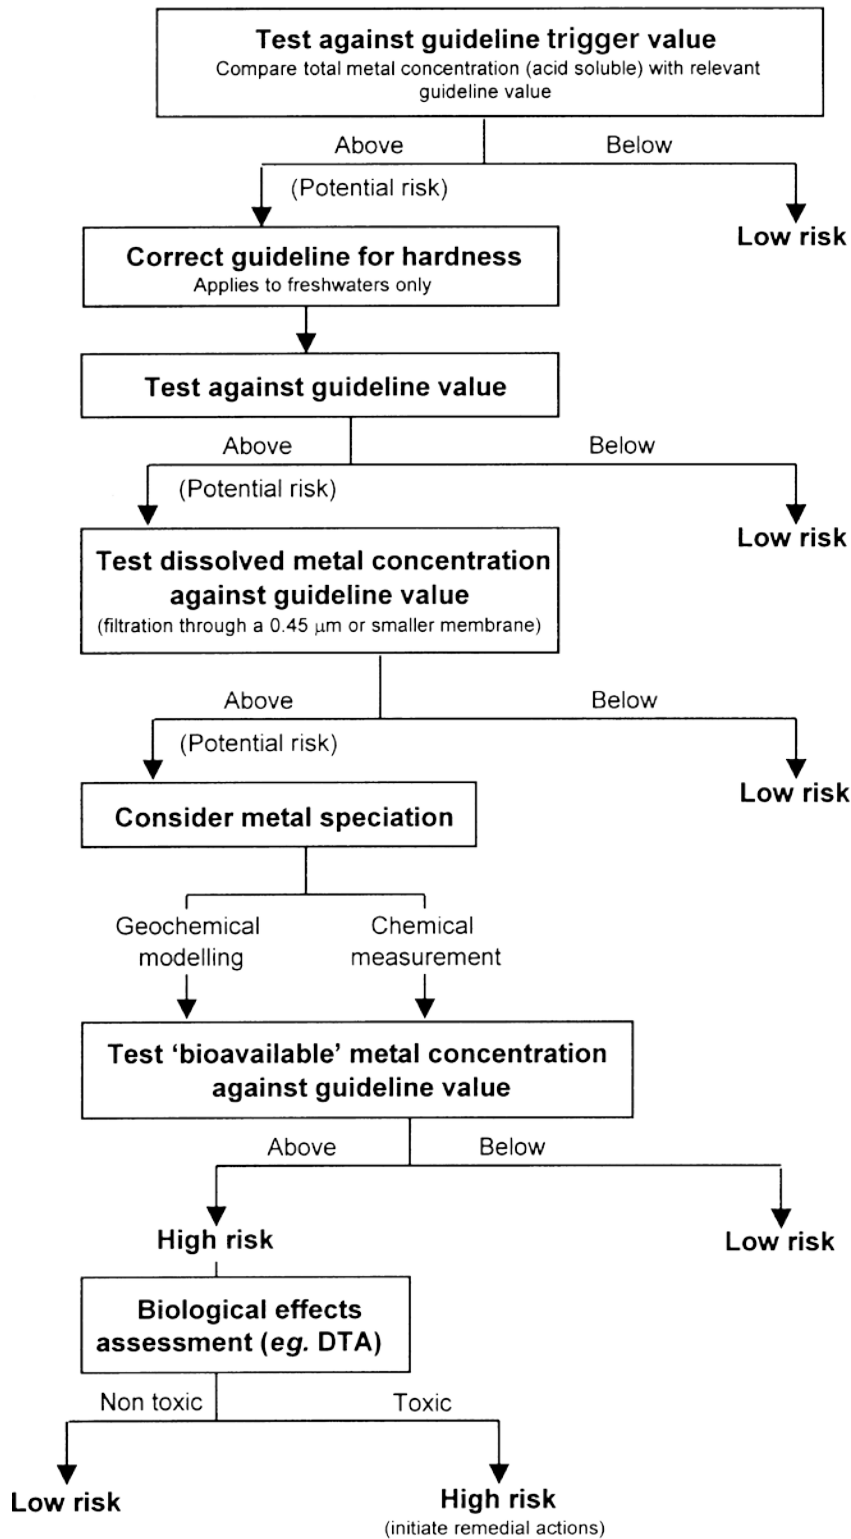 Test against guideline trigger value
Compare total metal concentration (acid soluble) with relevant
guideline value
Above
Below
(Potential risk)
Low risk
Correct guideline for hardness
Applies to freshwaters only
Test against guideline value
Above
Below
(Potential risk)
Low risk
Test dissolved metal concentration
against guideline value
(filtration through a 0.45 μm or smaller membrane)
Above
Below
(Potential risk)
Low risk
Consider metal speciation
Geochemical
modelling
Chemical
measurement
Test ‘bioavailable’ metal concentration
against guideline value
Above
Below
High risk
Low risk
Biological effects
assessment (eg. DTA)
Non toxic
Toxic
Low risk
High risk
(initiate remedial actions)